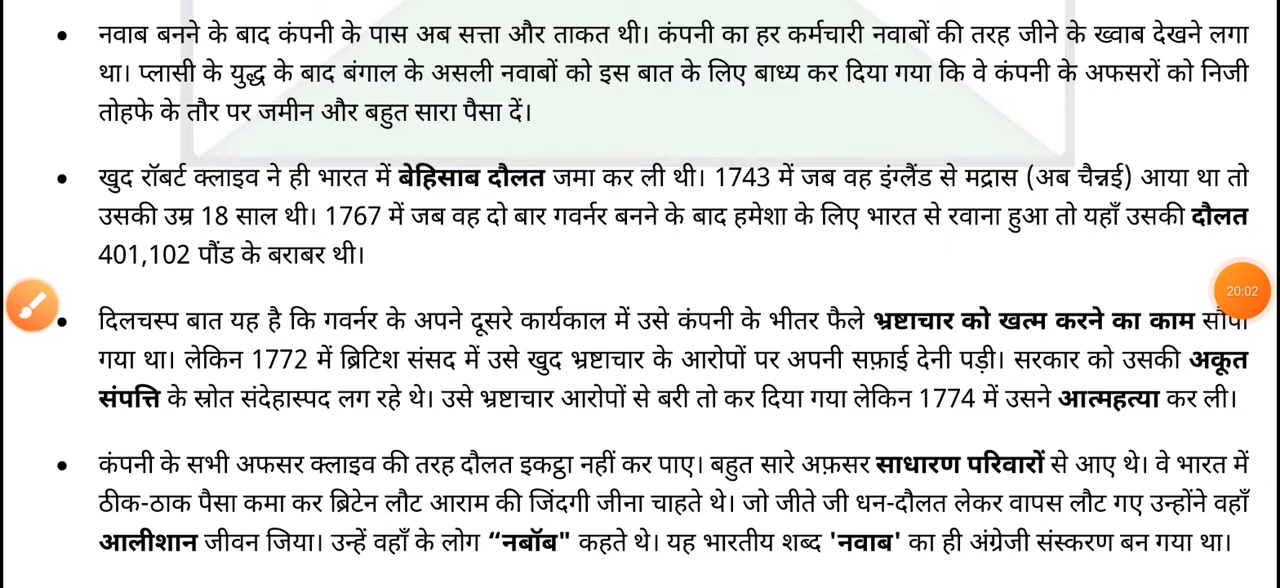 • नवाब बनने के बाद कंपनी के पास अब सत्ता और ताकत थी। कंपनी का हर कर्मचारी नवाबों की तरह जीने के ख्वाब देखने लगा
था। प्लासी के युद्ध के बाद बंगाल के असली नवाबों को इस बात के लिए बाध्य कर दिया गया कि वे कंपनी के अफसरों को निजी
तोहफे के तौर पर जमीन और बहुत सारा पैसा दें।
• खुद रॉबर्ट क्लाइव ने ही भारत में बेहिसाब दौलत जमा कर ली थी। 1743 में जब वह इंग्लैंड से मद्रास (अब चैन्नई) आया था तो
उसकी उम्र 18 साल थी। 1767 में जब वह दो बार गवर्नर बनने के बाद हमेशा के लिए भारत से रवाना हुआ तो यहाँ उसकी दौलत
401,102 पौंड के बराबर थी।
20:02
• दिलचस्प बात यह है कि गवर्नर के अपने दूसरे कार्यकाल में उसे कंपनी के भीतर फैले भ्रष्टाचार को खत्म करने का काम सौंपा
गया था। लेकिन 1772 में ब्रिटिश संसद में उसे खुद भ्रष्टाचार के आरोपों पर अपनी सफ़ाई देनी पड़ी। सरकार को उसकी अकूत
संपत्ति के स्रोत संदेहास्पद लग रहे थे। उसे भ्रष्टाचार आरोपों से बरी तो कर दिया गया लेकिन 1774 में उसने आत्महत्या कर ली।
• कंपनी के सभी अफसर क्लाइव की तरह दौलत इकट्ठा नहीं कर पाए। बहुत सारे अफ़सर साधारण परिवारों से आए थे। वे भारत में
ठीक-ठाक पैसा कमा कर ब्रिटेन लौट आराम की जिंदगी जीना चाहते थे। जो जीते जी धन-दौलत लेकर वापस लौट गए उन्होंने वहाँ
आलीशान जीवन जिया। उन्हें वहाँ के लोग “नबॉब" कहते थे। यह भारतीय शब्द 'नवाब' का ही अंग्रेजी संस्करण बन गया था।